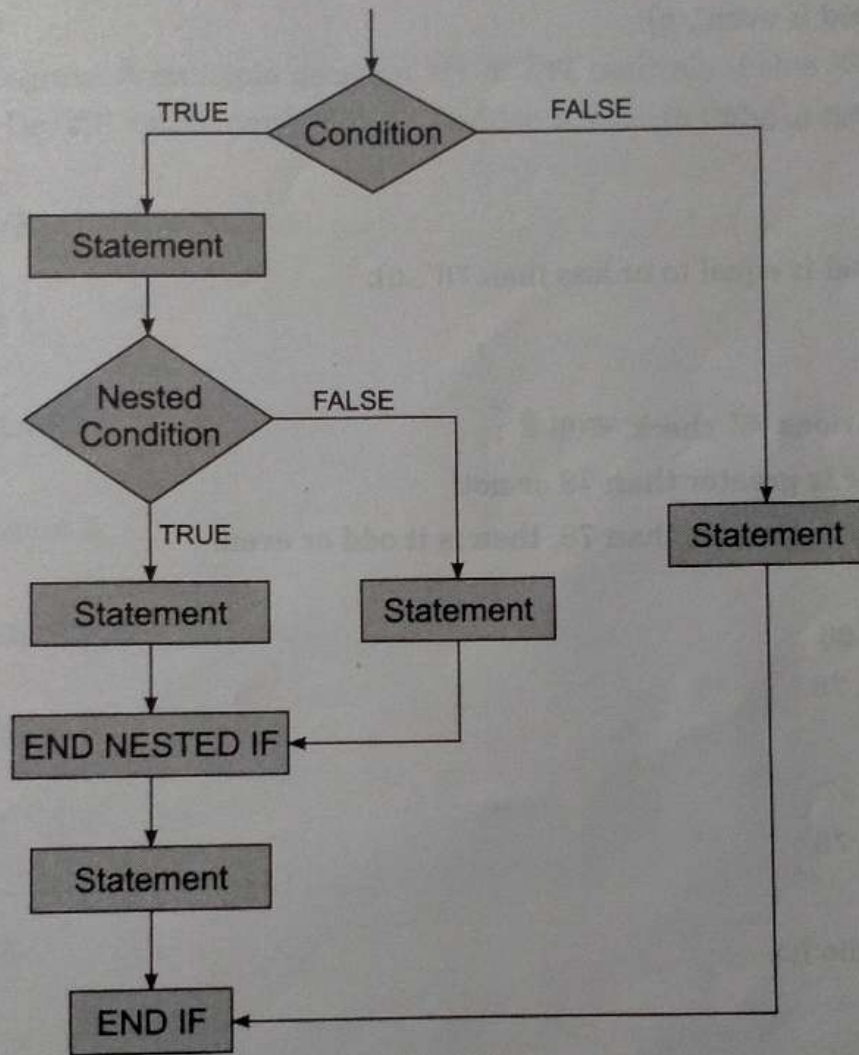 TRUE
FALSE
Condition
Statement
Nested
Condition
FALSE
TRUE
Statement
Statement
Statement
END NESTED IF
Statement
END IF